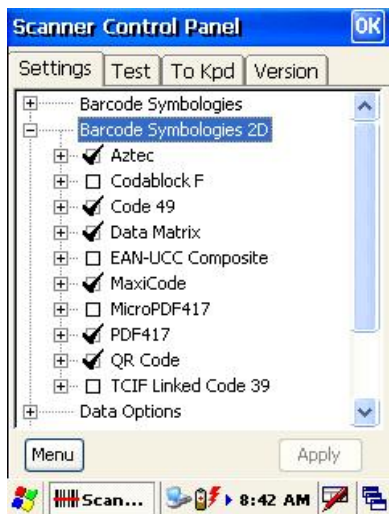 Scanner Control Panel OK
Settings Test To Kpd Version
Barcode Symbologies
Barcode Symbologies 2D
Aztec
Codablock F
Code 49
Data Matrix
EAN-UCC Composite
MaxiCode
MicroPDF417
PDF417
QR Code
TCIF Linked Code 39
Data Options
Menu Apply
Scan... 8:42 AM